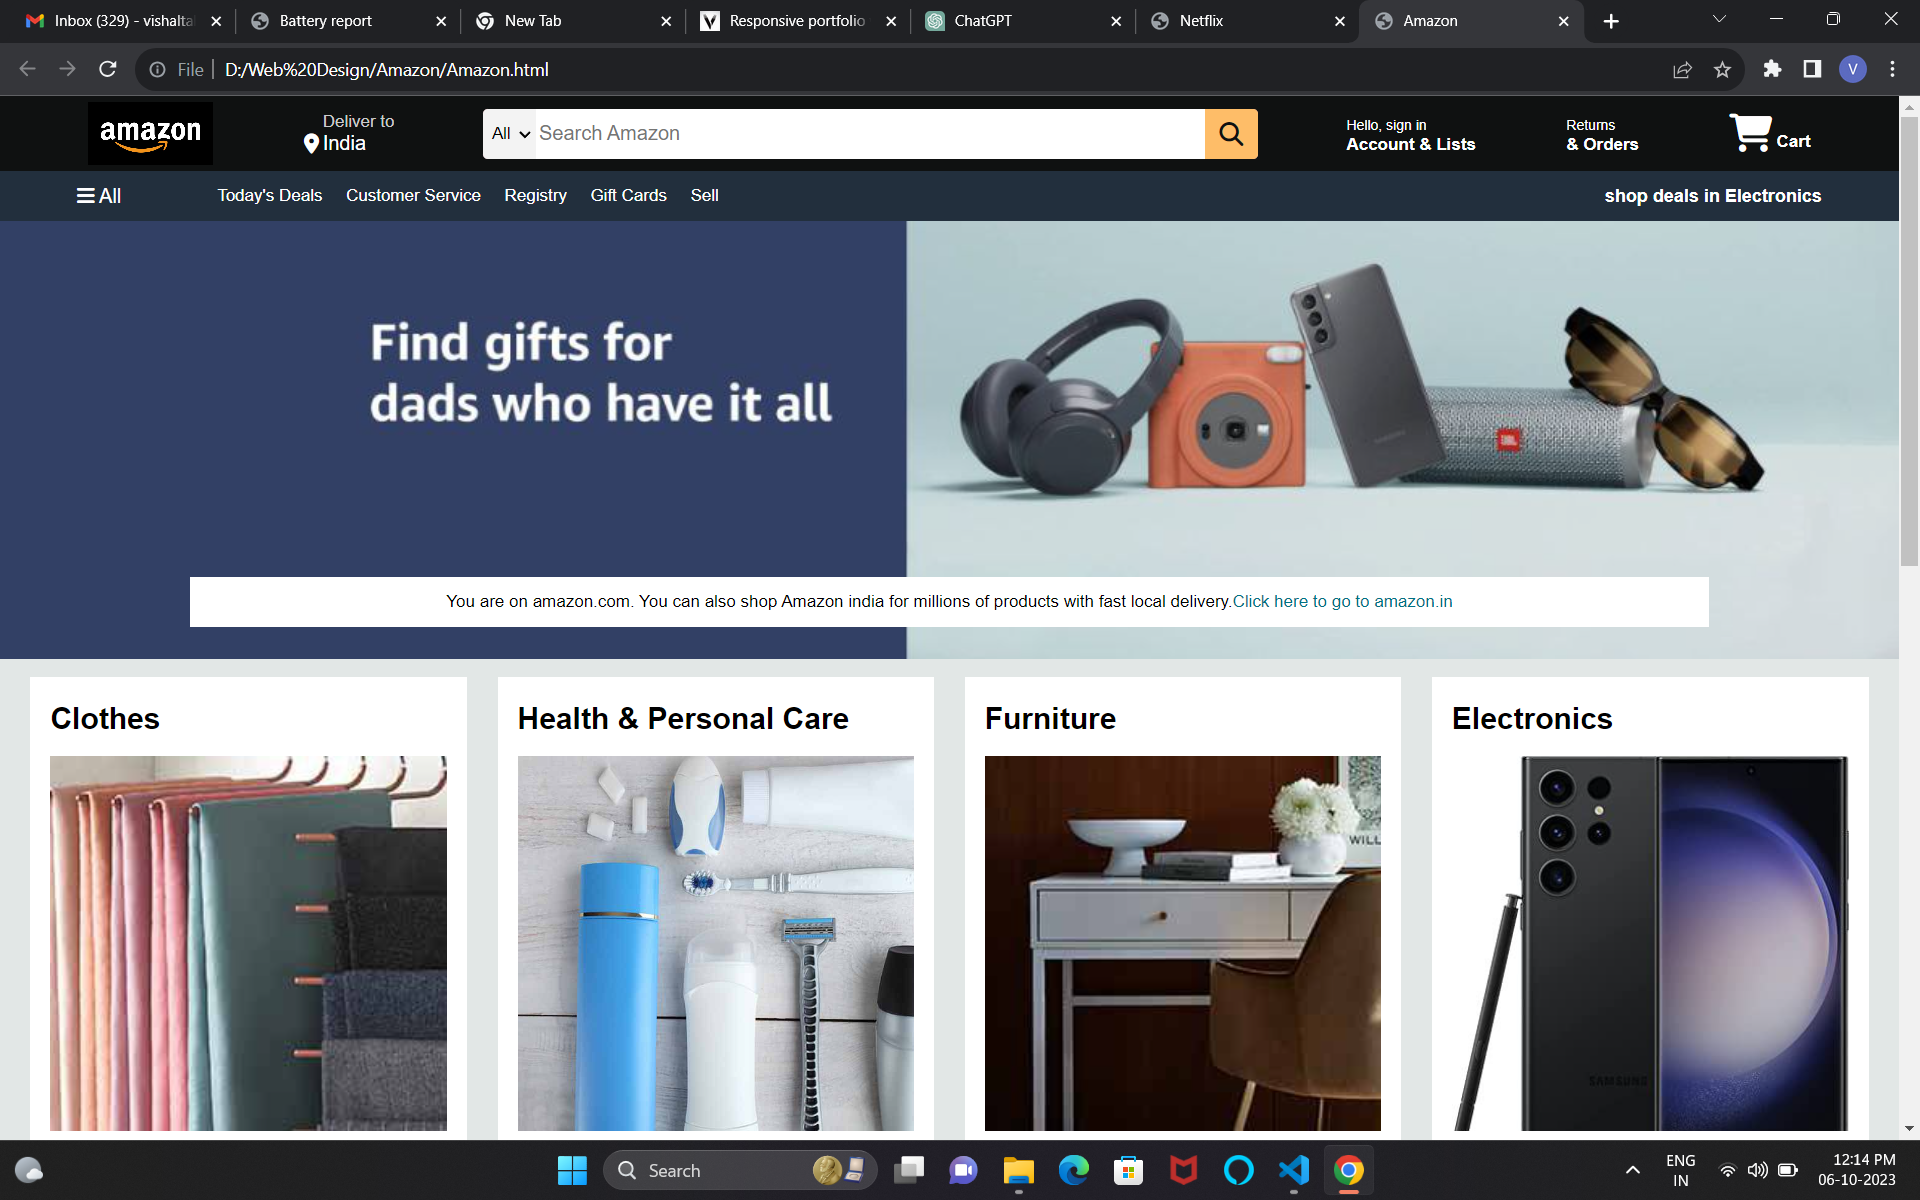 Inbox (329) - vishalta
Battery report
New Tab
Responsive portfolio
ChatGPT
Netflix
Amazon
File
D:/Web%20Design/Amazon/Amazon.html
V
amazon
Deliver to
India
All
Search Amazon
Hello, sign in
Account & Lists
Returns
& Orders
Cart
All
Today's Deals
Customer Service
Registry
Gift Cards
Sell
shop deals in Electronics
Find gifts for
dads who have it all
JBL
You are on amazon.com. You can also shop Amazon india for millions of products with fast local delivery.Click here to go to amazon.in
Clothes
Health & Personal Care
Furniture
Electronics
WILL
SAMSUNG
Search
ENG
IN
12:14 PM
06-10-2023